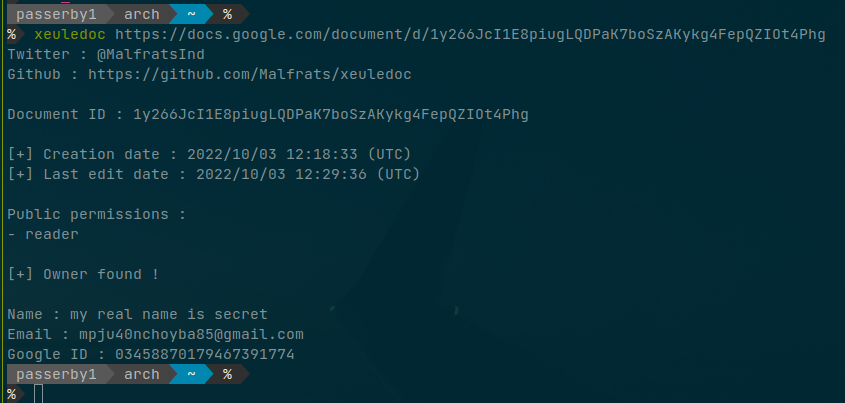 passerby1 arch ~ %
% xeuledoc https://docs.google.com/document/d/1y266JcI1E8piugLQDPaK7boSzAKykg4FepQZIOt4Phg
Twitter : @MalfratsInd
Github : https://github.com/Malfrats/xeuledoc
Document ID : 1y266JcI1E8piugLQDPaK7boSzAKykg4FepQZIOt4Phg
[+] Creation date : 2022/10/03 12:18:33 (UTC)
[+] Last edit date : 2022/10/03 12:29:36 (UTC)
Public permissions :
- reader
[+] Owner found !
Name : my real name is secret
Email : mpju40nchoyba85@gmail.com
Google ID : 03458870179467391774
passerby1 arch ~ %
%